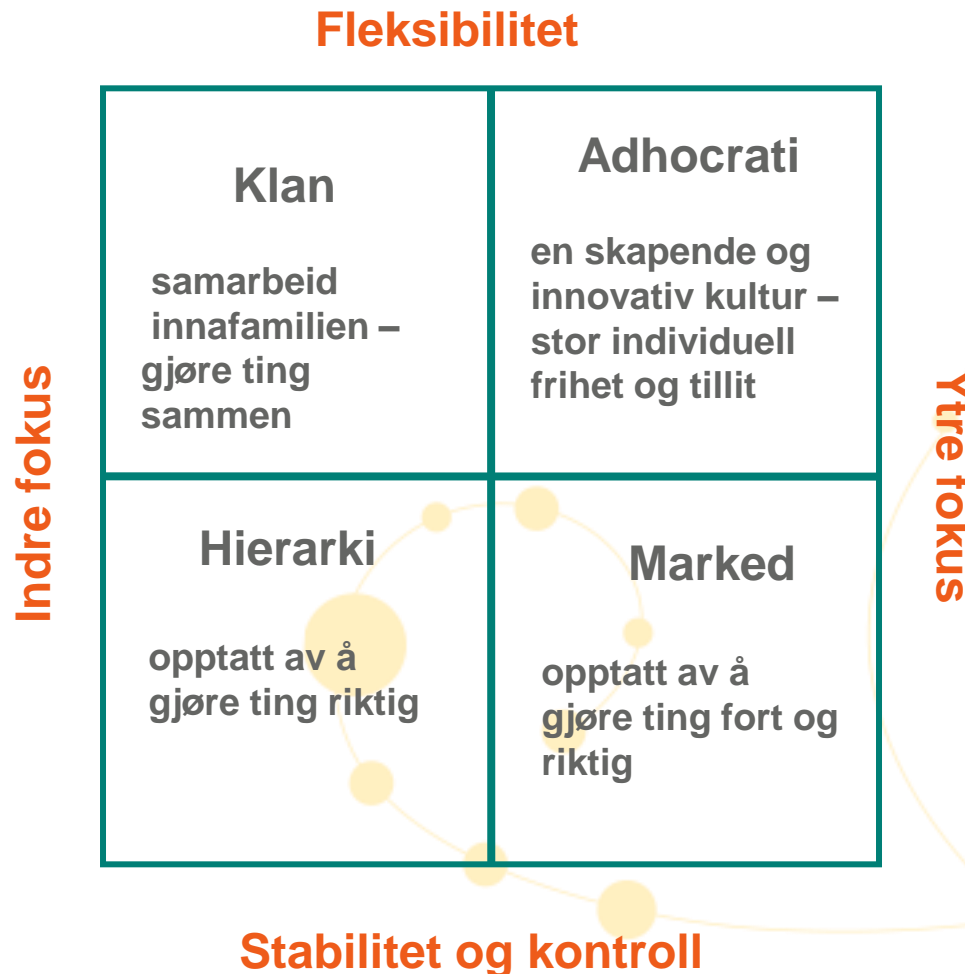 Fleksibilitet
Klan
samarbeid
innafamilien –
gjøre ting
sammen
Adhocrati
en skapende og
innovativ kultur –
stor individuell
frihet og tillit
Indre fokus
Ytre fokus
Hierarki
opptatt av å
gjøre ting riktig
Marked
opptatt av å
gjøre ting fort og
riktig
Stabilitet og kontroll